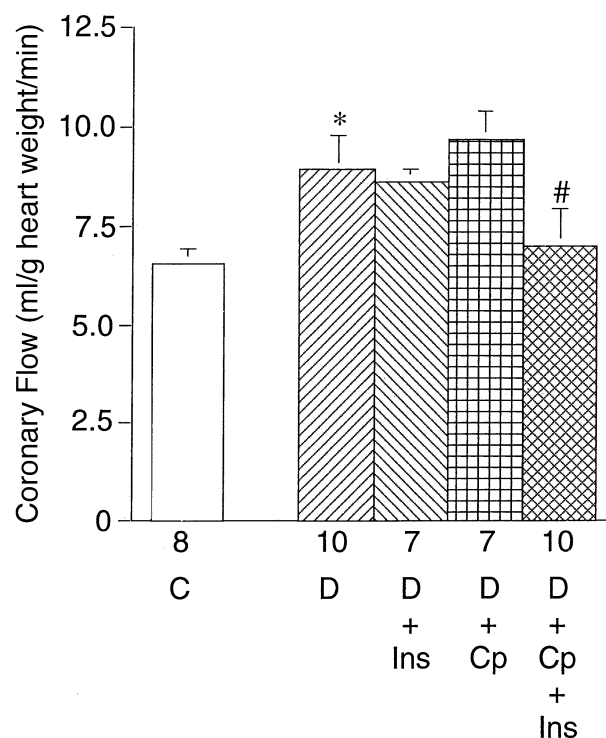 Coronary Flow (ml/g heart weight/min)
12.5
10.0
7.5
5.0
2.5
0
*
#
8 10 7 7 10
C D D D D
+ + +
Ins Cp Cp
+
Ins